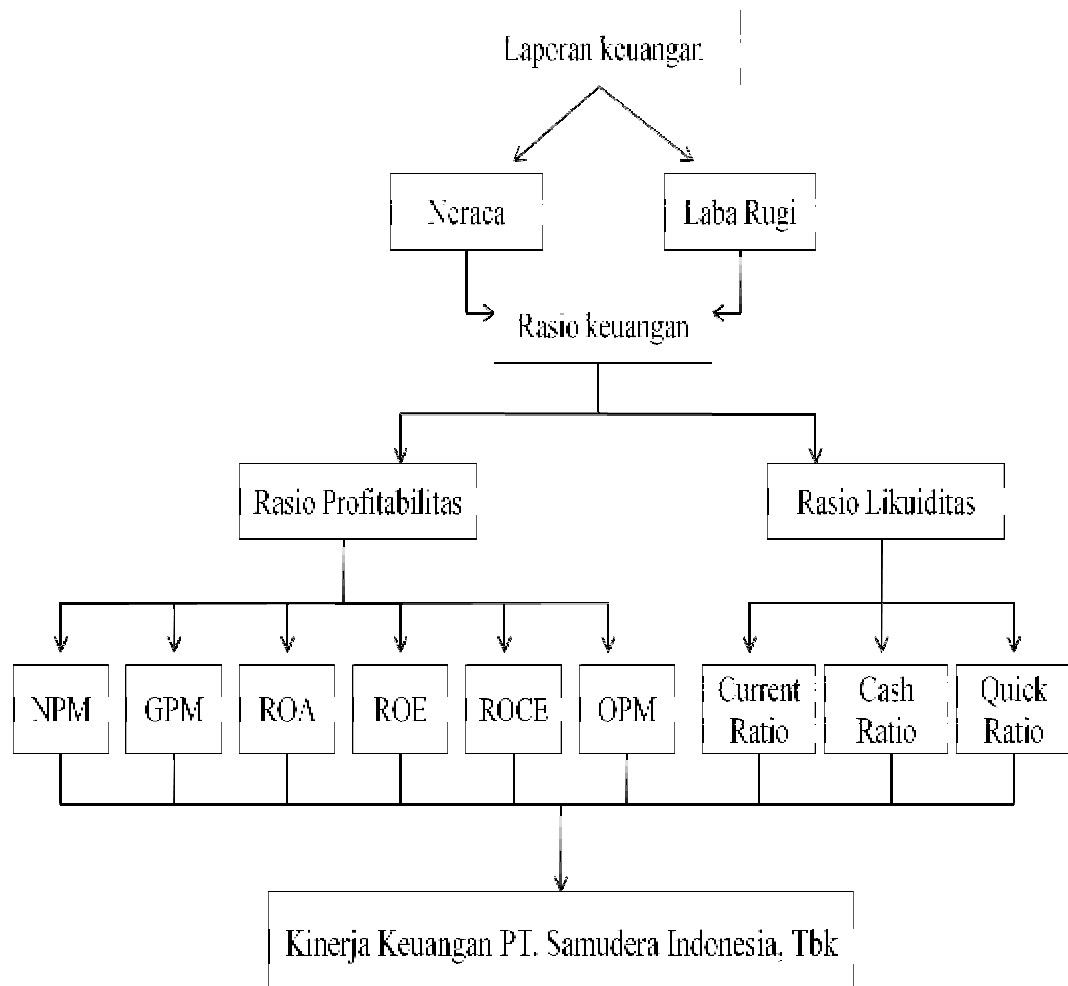 Laporan keuangan
Neraca
Laba Rugi
Rasio keuangan
Rasio Profitabilitas
Rasio Likuiditas
NPM
GPM
ROA
ROE
ROCE
OPM
Current
Ratio
Cash
Ratio
Quick
Ratio
Kinerja Keuangan PT. Samudera Indonesia, Tbk